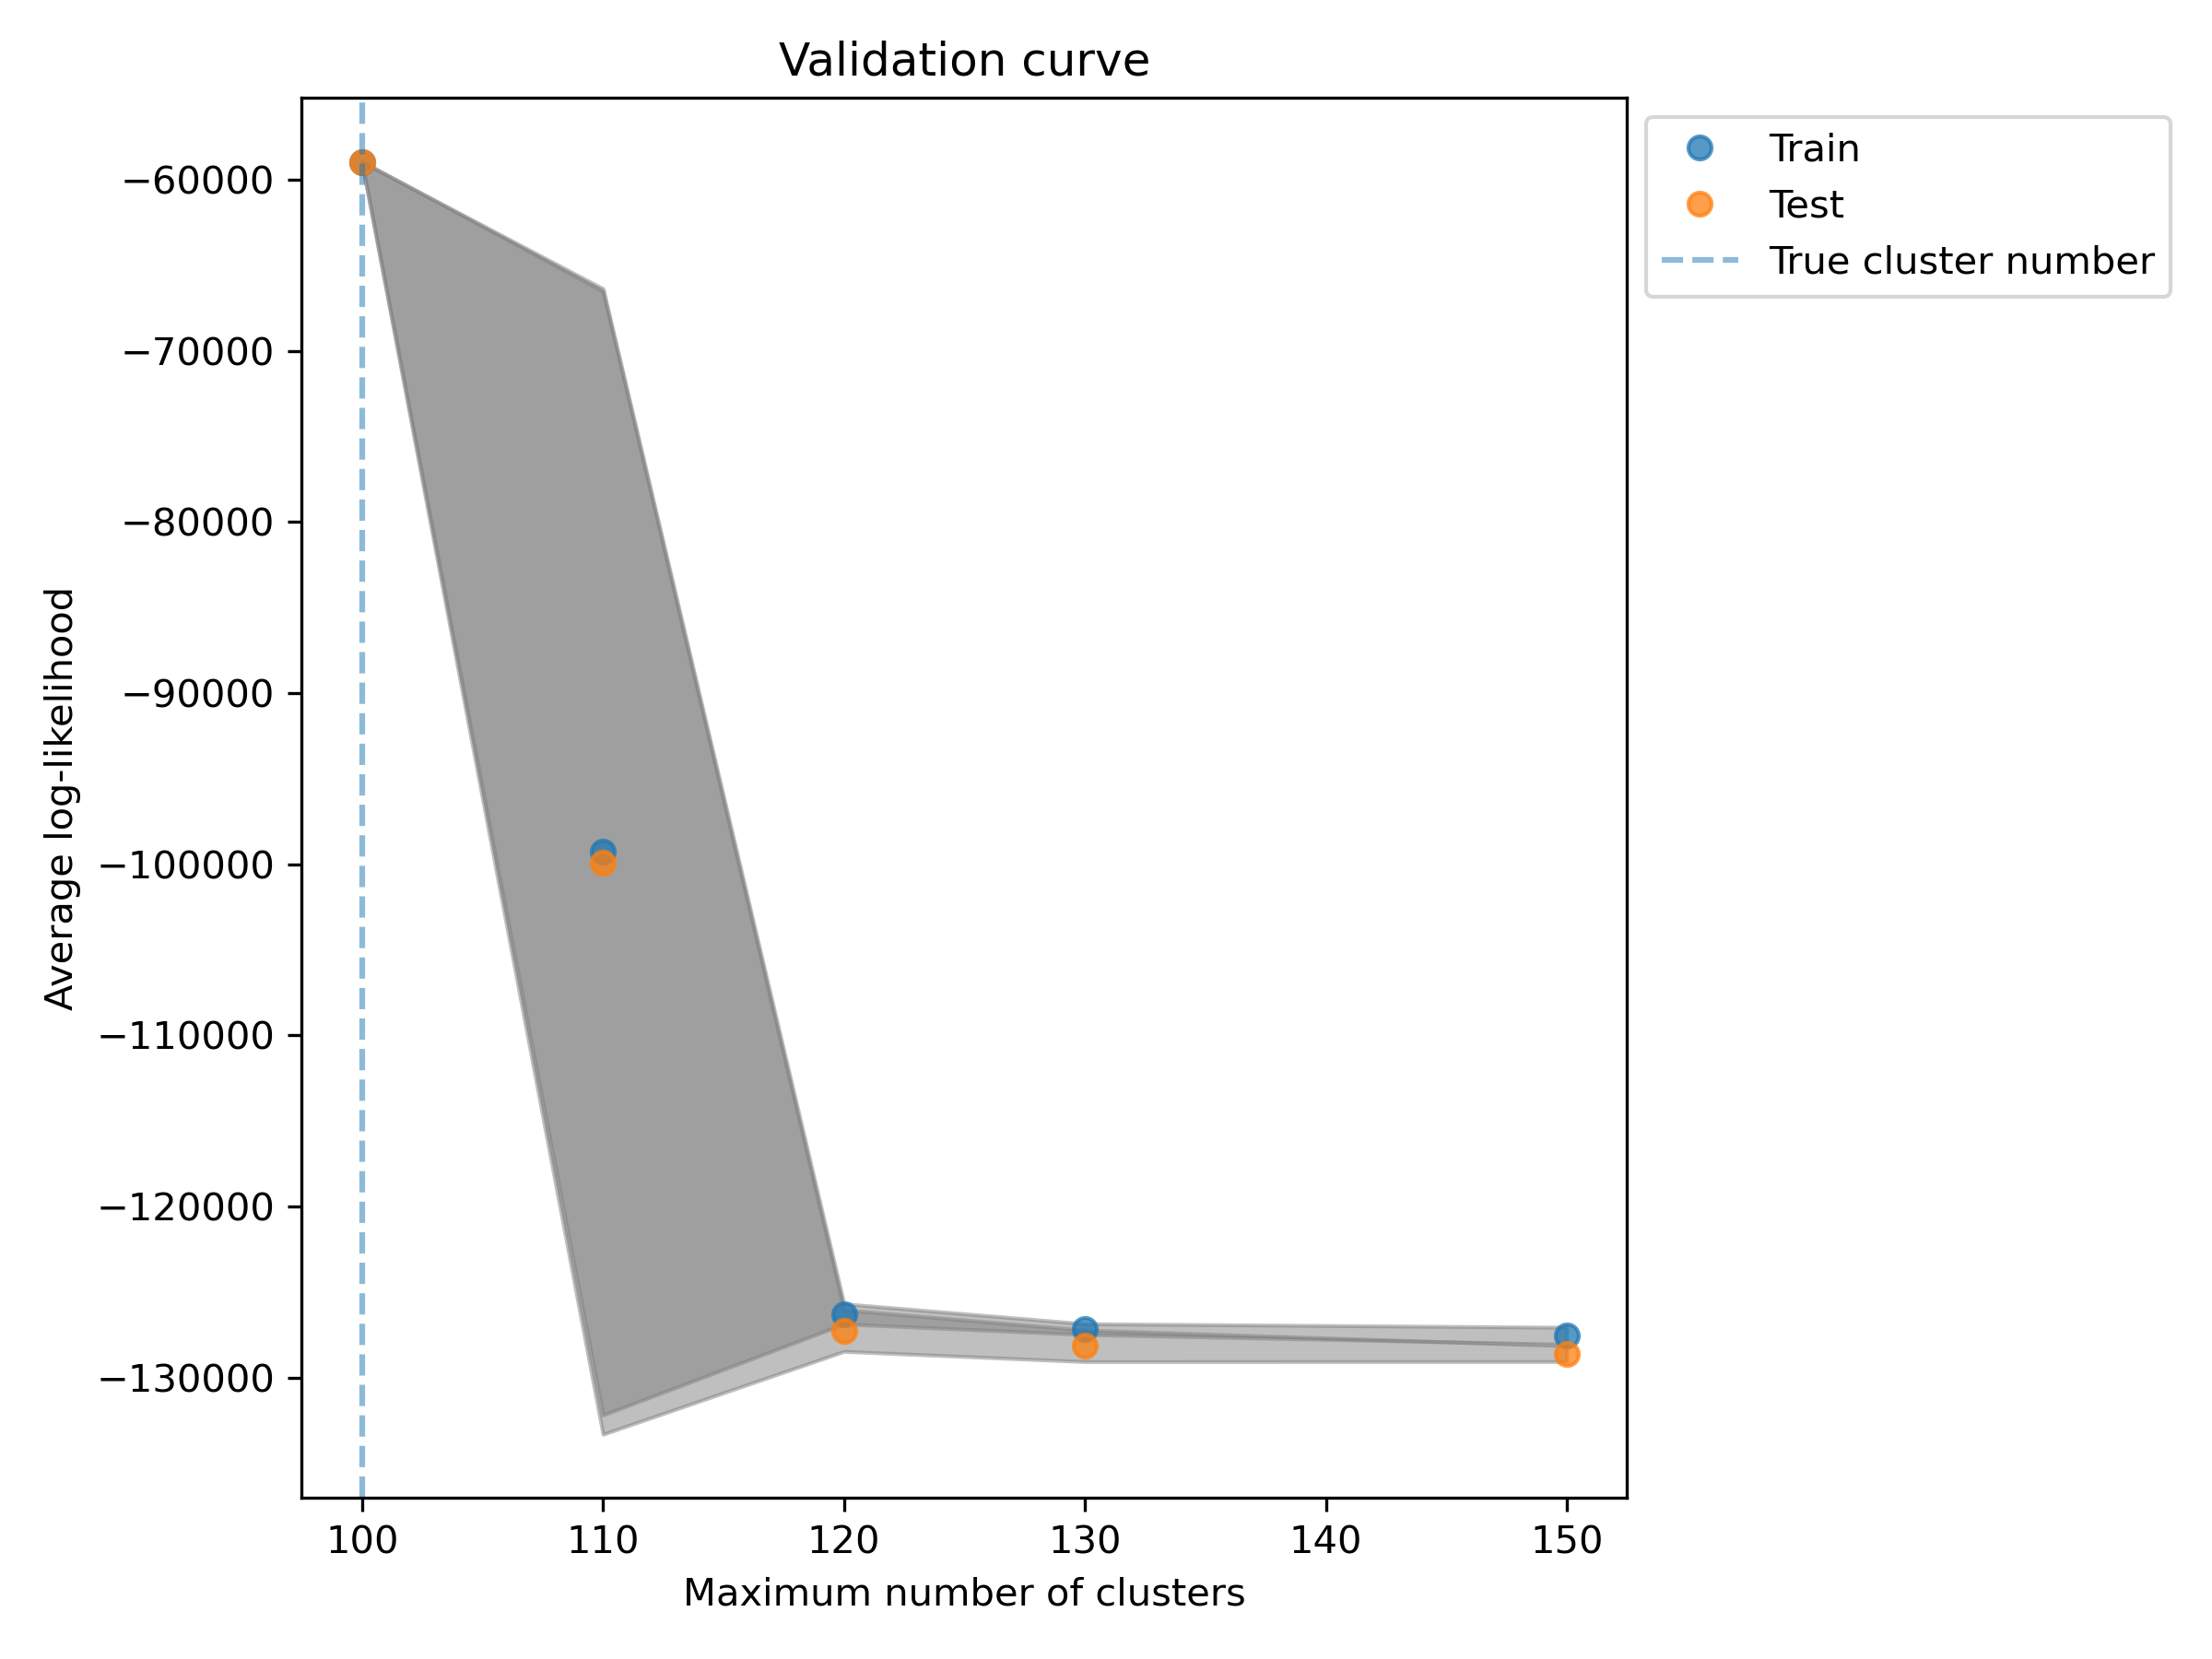 Validation curve
Train
Test
True cluster number
−60000
−70000
−80000
−90000
−100000
−110000
−120000
−130000
Average log-likelihood
100
110
120
130
140
150
Maximum number of clusters